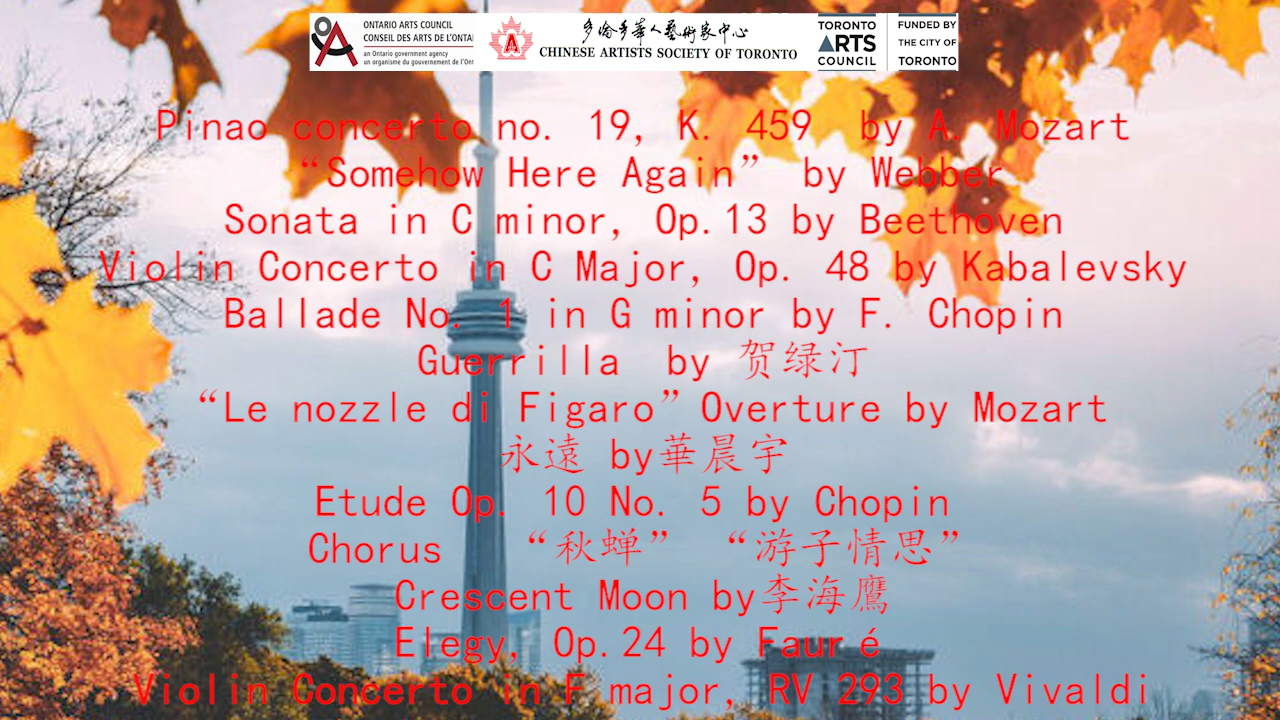 ONTARIO ARTS COUNCIL
CONSEIL DES ARTS DE L'ONTA
an Ontario government agency
un organisme du gouvernement de l'Ont
多倫多華人藝術家中心
CHINESE ARTISTS SOCIETY OF TORONTO
TORONTO
ARTS
COUNCIL
FUNDED BY
THE CITY OF
TORONTO
Pinao concerto no. 19, K. 459 by A. Mozart
“Somehow Here Again” by Webber
Sonata in C minor, Op.13 by Beethoven
Violin Concerto in C Major, Op. 48 by Kabalevsky
Ballade No. 1 in G minor by F. Chopin
Guerrilla by 贺绿汀
“Le nozzle di Figaro”Overture by Mozart
永遠 by華晨宇
Etude Op. 10 No. 5 by Chopin
Chorus “秋蝉” “游子情思”
Crescent Moon by李海鷹
Elegy, Op.24 by Fauré
Violin Concerto in F major, RV 293 by Vivaldi